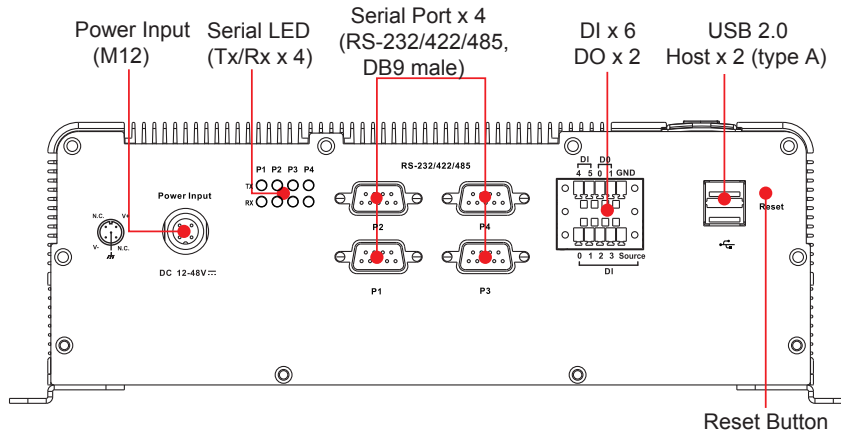 Power Input
(M12)
Serial LED
(Tx/Rx x 4)
Serial Port x 4
(RS-232/422/485,
DB9 male)
DI x 6
DO x 2
USB 2.0
Host x 2 (type A)
P1 P2 P3 P4
TX
RX
RS-232/422/485
DI D0
4 5 0 1 GND
Power Input
N.C. V+
V- N.C.
DC 12-48V
P2
P4
P1
P3
0 1 2 3 Source
DI
Reset
Reset Button